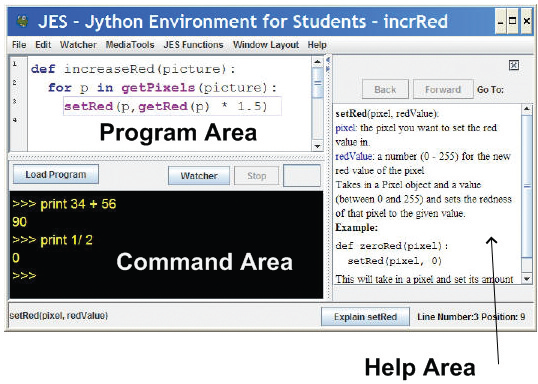 JES - Jython Environment for Students - incrRed
File Edit Watcher MediaTools JES Functions Window Layout Help
1 def increaseRed(picture):
2 for p in getPixels(picture):
3 setRed(p,getRed(p) * 1.5)
4
Program Area
Load Program Watcher Stop
>>> print 34 + 56
90
>>> print 1/ 2
0
>>>
Command Area
Back Forward Go To:
setRed(pixel, redValue):
pixel: the pixel you want to set the red
value in.
redValue: a number (0 - 255) for the new
red value of the pixel
Takes in a Pixel object and a value
(between 0 and 255) and sets the redness
of that pixel to the given value.
Example:
def zeroRed(pixel):
setRed(pixel, 0)
This will take in a pixel and set its amount
setRed(pixel, redValue) Explain setRed Line Number:3 Position: 9
Help Area